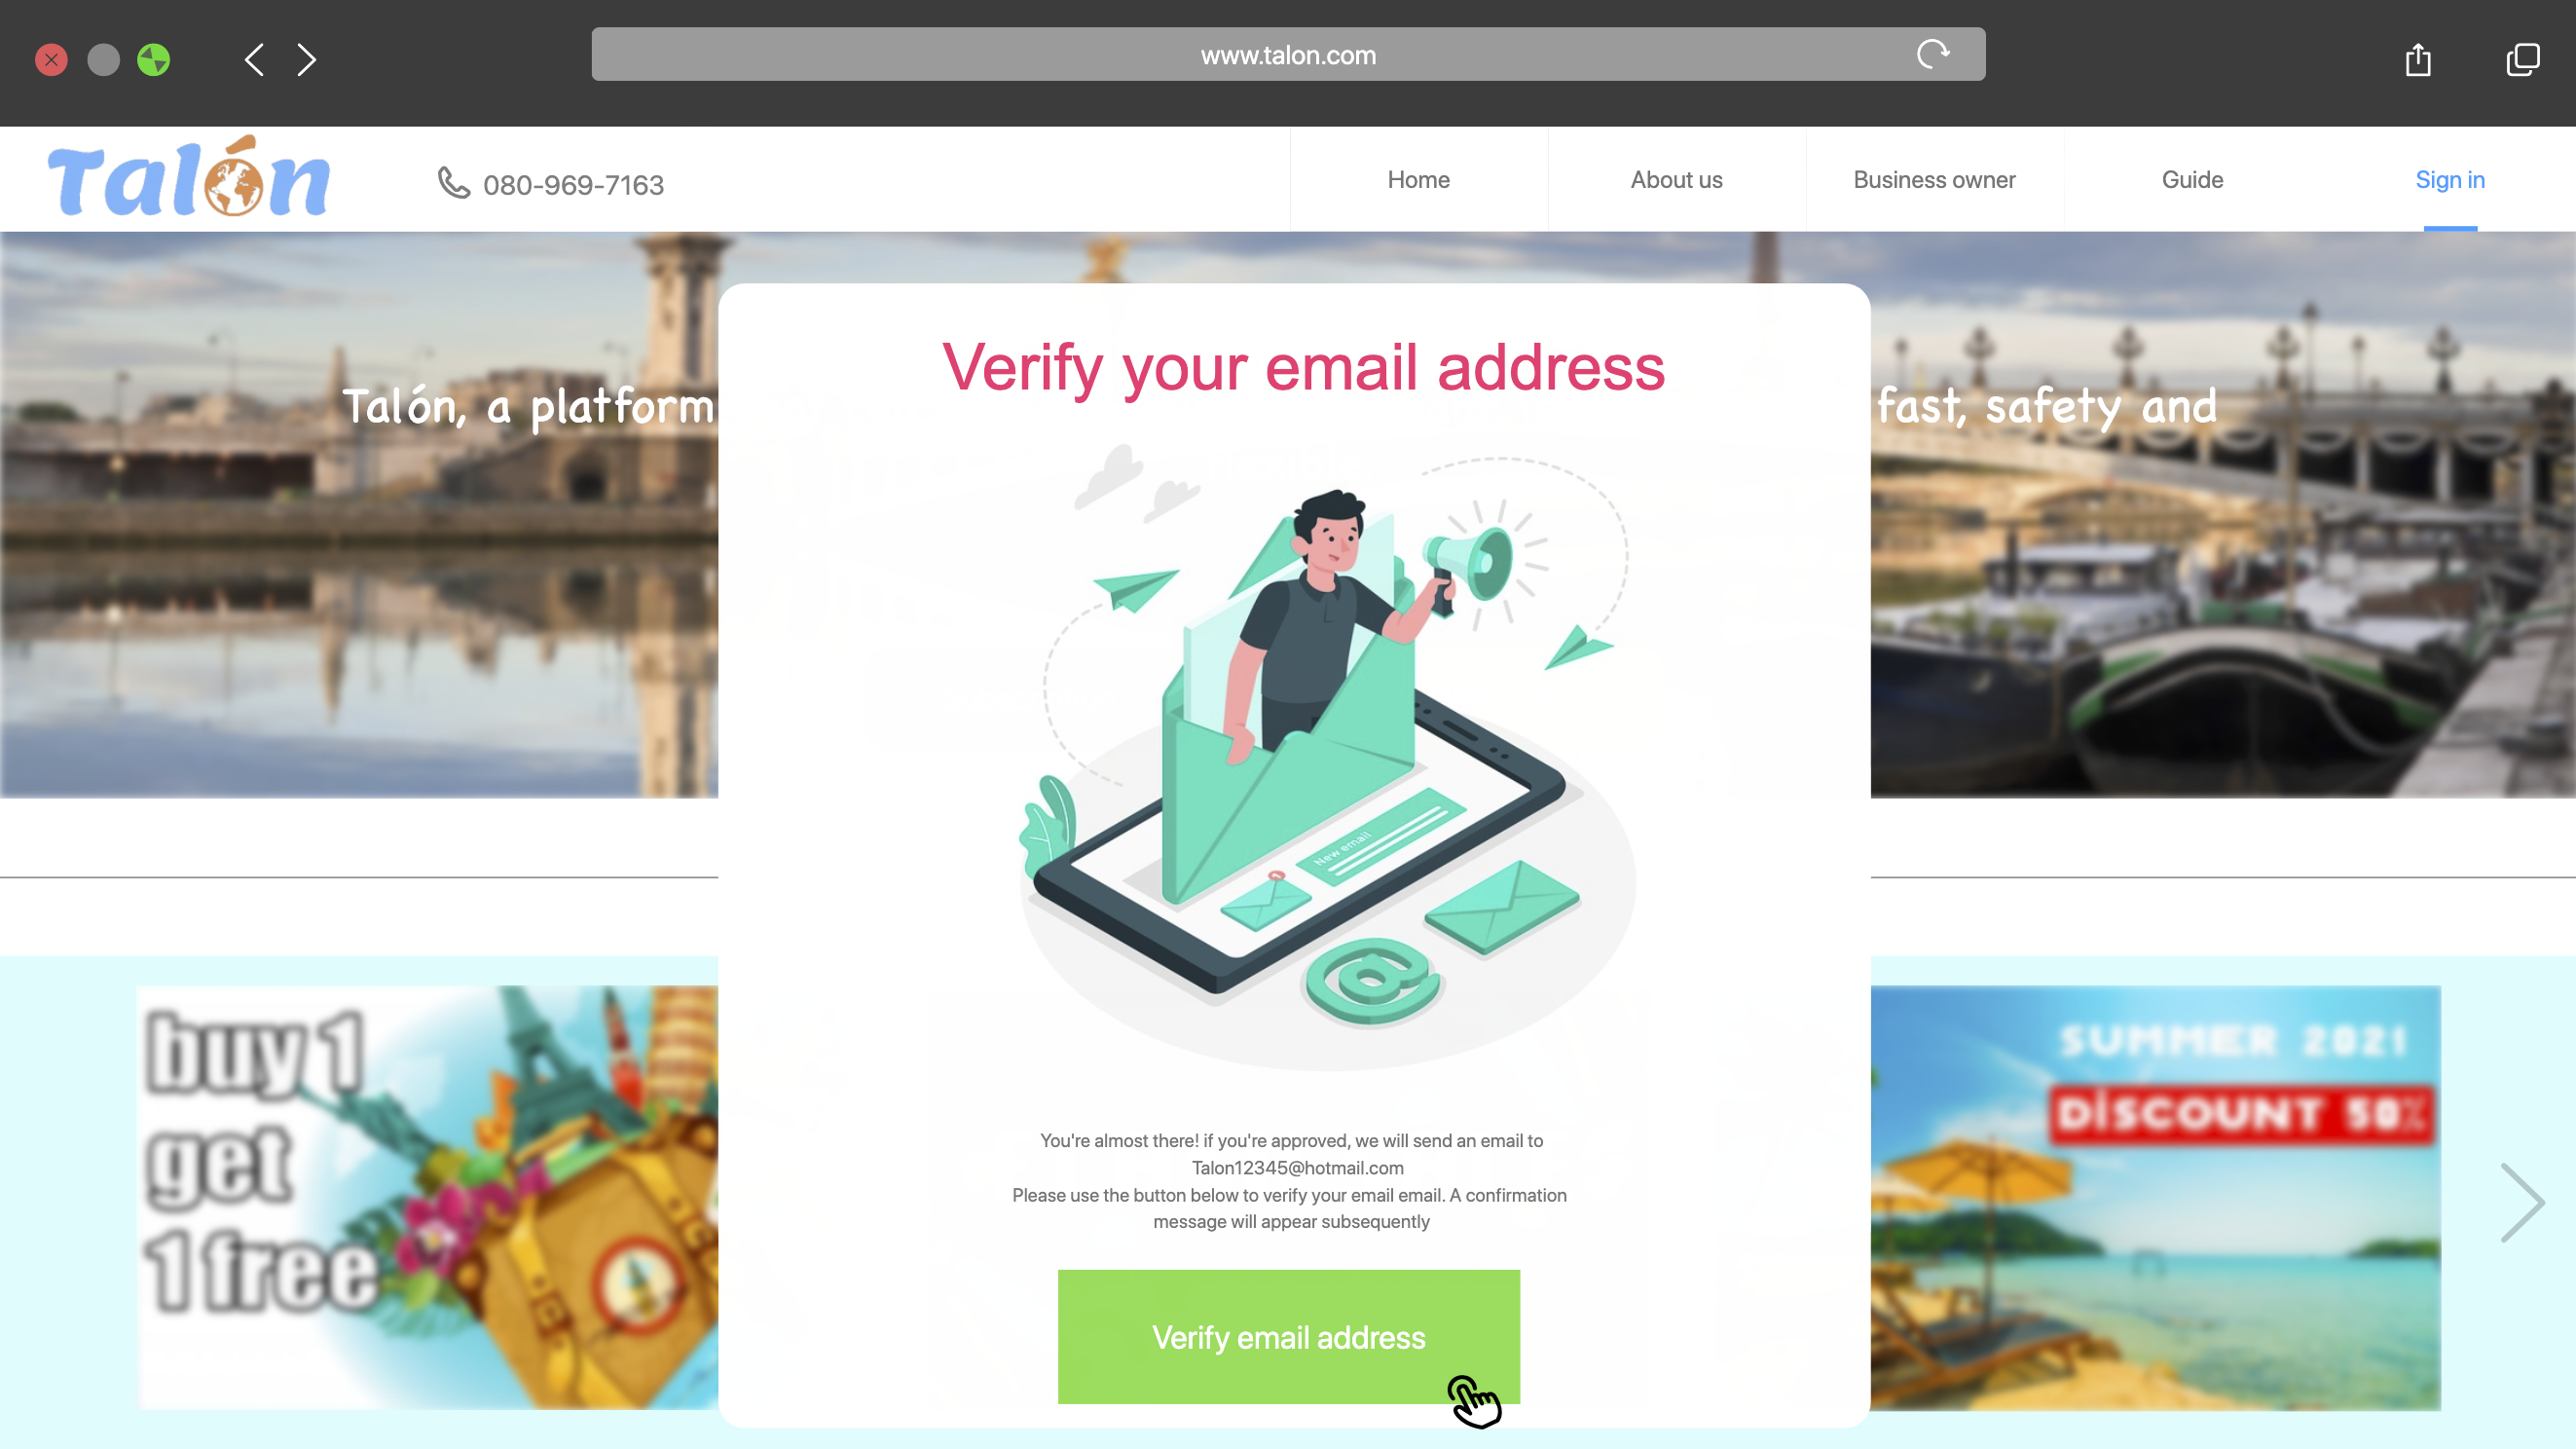 www.talon.com
Talón
080-969-7163
Home
About us
Business owner
Guide
Sign in
Verify your email address
Talón, a platform
fast, safety and
New email
1
buy 1
get
1 free
SUMMER 2021
DISCOUNT 50%
You're almost there! if you're approved, we will send an email to
Talon12345@hotmail.com
Please use the button below to verify your email email. A confirmation
message will appear subsequently
Verify email address